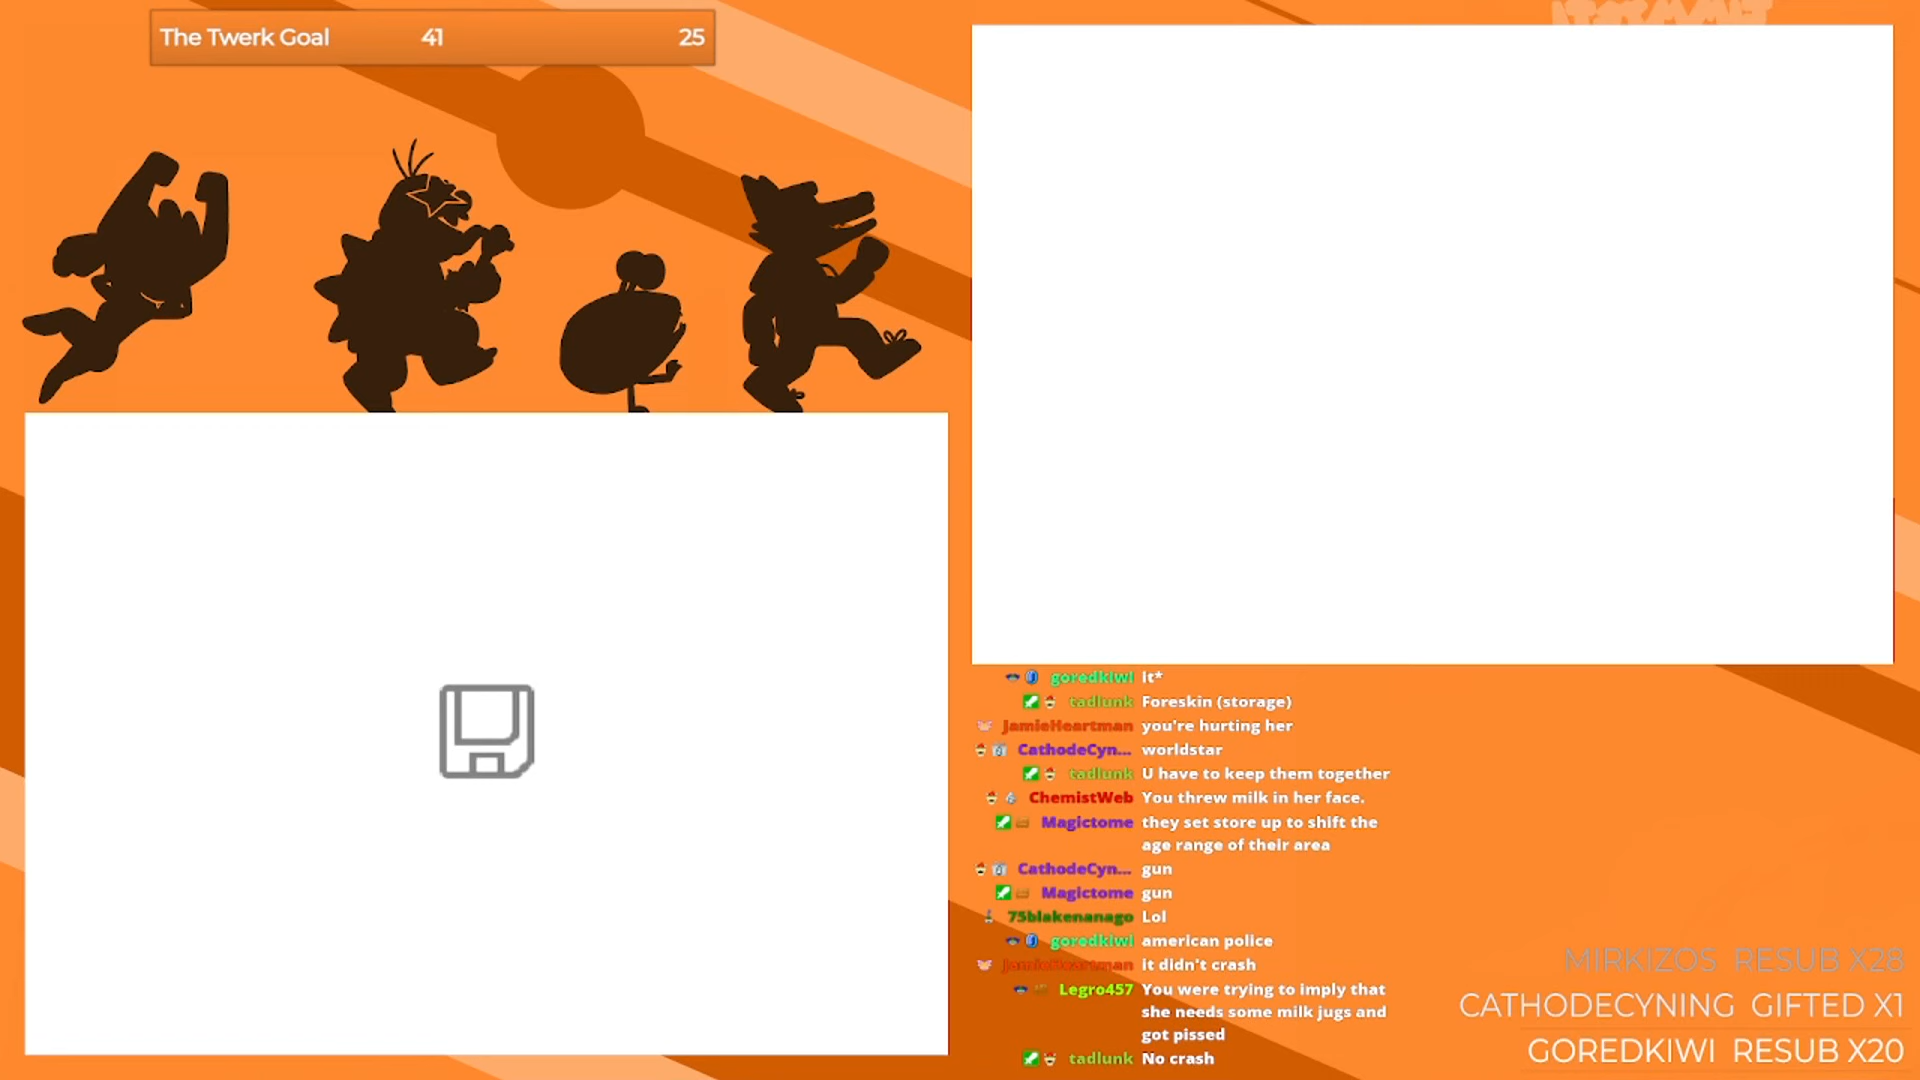 The Twerk Goal 41 25
goredkiwi It*
tadlunk Foreskin (storage)
JamieHeartman you're hurting her
CathodeCyn... worldstar
tadlunk U have to keep them together
ChemistWeb You threw milk in her face.
Magictome they set store up to shift the
age range of their area
CathodeCyn... gun
Magictome gun
75blakenanago Lol
goredkiwi american police
JamieHeartman it didn't crash
Legro457 You were trying to imply that
she needs some milk jugs and
got pissed
tadlunk No crash
MIRKIZOS RESUB X28
CATHODECYNING GIFTED X1
GOREDKIWI RESUB X20